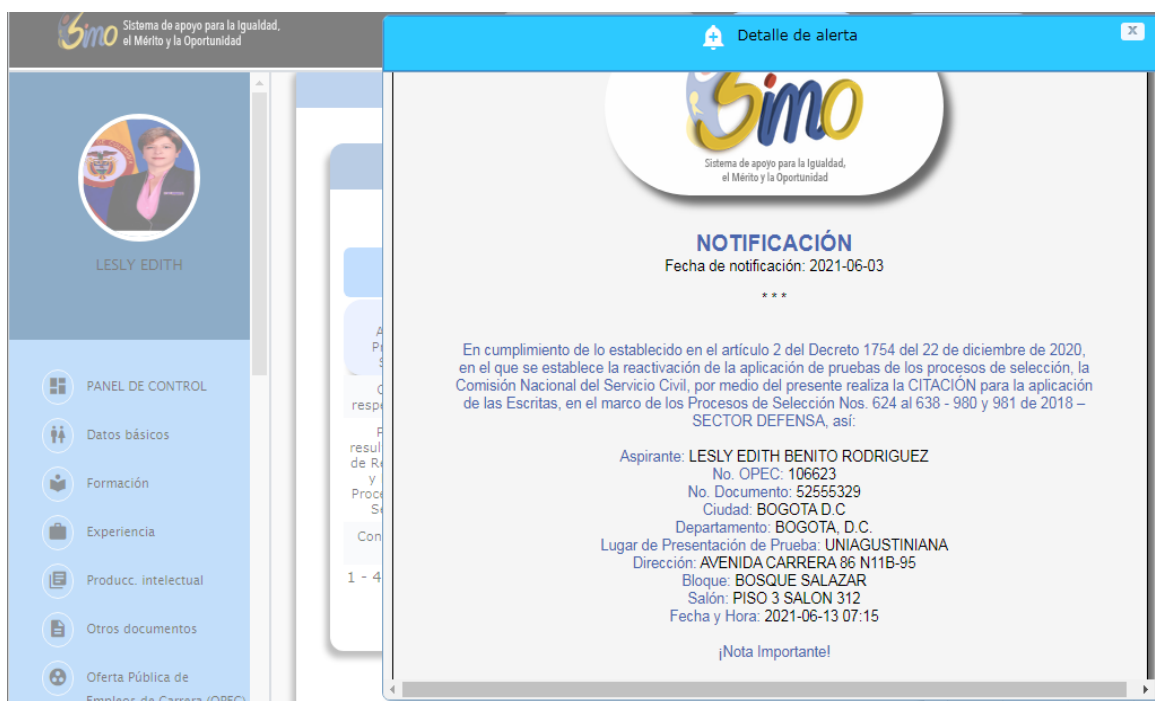 Simo
Sistema de apoyo para la Igualdad,
el Mérito y la Oportunidad
LESLY EDITH
PANEL DE CONTROL
Datos básicos
Formación
Experiencia
Producc. intelectual
Otros documentos
Oferta Pública de
Empleos de Carrera (OPEC)
1 - 4
Detalle de alerta
x
Simo
Sistema de apoyo para la Igualdad,
el Mérito y la Oportunidad
NOTIFICACIÓN
Fecha de notificación: 2021-06-03
* * *
En cumplimiento de lo establecido en el artículo 2 del Decreto 1754 del 22 de diciembre de 2020,
en el que se establece la reactivación de la aplicación de pruebas de los procesos de selección, la
Comisión Nacional del Servicio Civil, por medio del presente realiza la CITACIÓN para la aplicación
de las Escritas, en el marco de los Procesos de Selección Nos. 624 al 638 - 980 y 981 de 2018 –
SECTOR DEFENSA, así:
Aspirante: LESLY EDITH BENITO RODRIGUEZ
No. OPEC: 106623
No. Documento: 52555329
Ciudad: BOGOTA D.C
Departamento: BOGOTA, D.C.
Lugar de Presentación de Prueba: UNIAGUSTINIANA
Dirección: AVENIDA CARRERA 86 N11B-95
Bloque: BOSQUE SALAZAR
Salón: PISO 3 SALON 312
Fecha y Hora: 2021-06-13 07:15
¡Nota Importante!